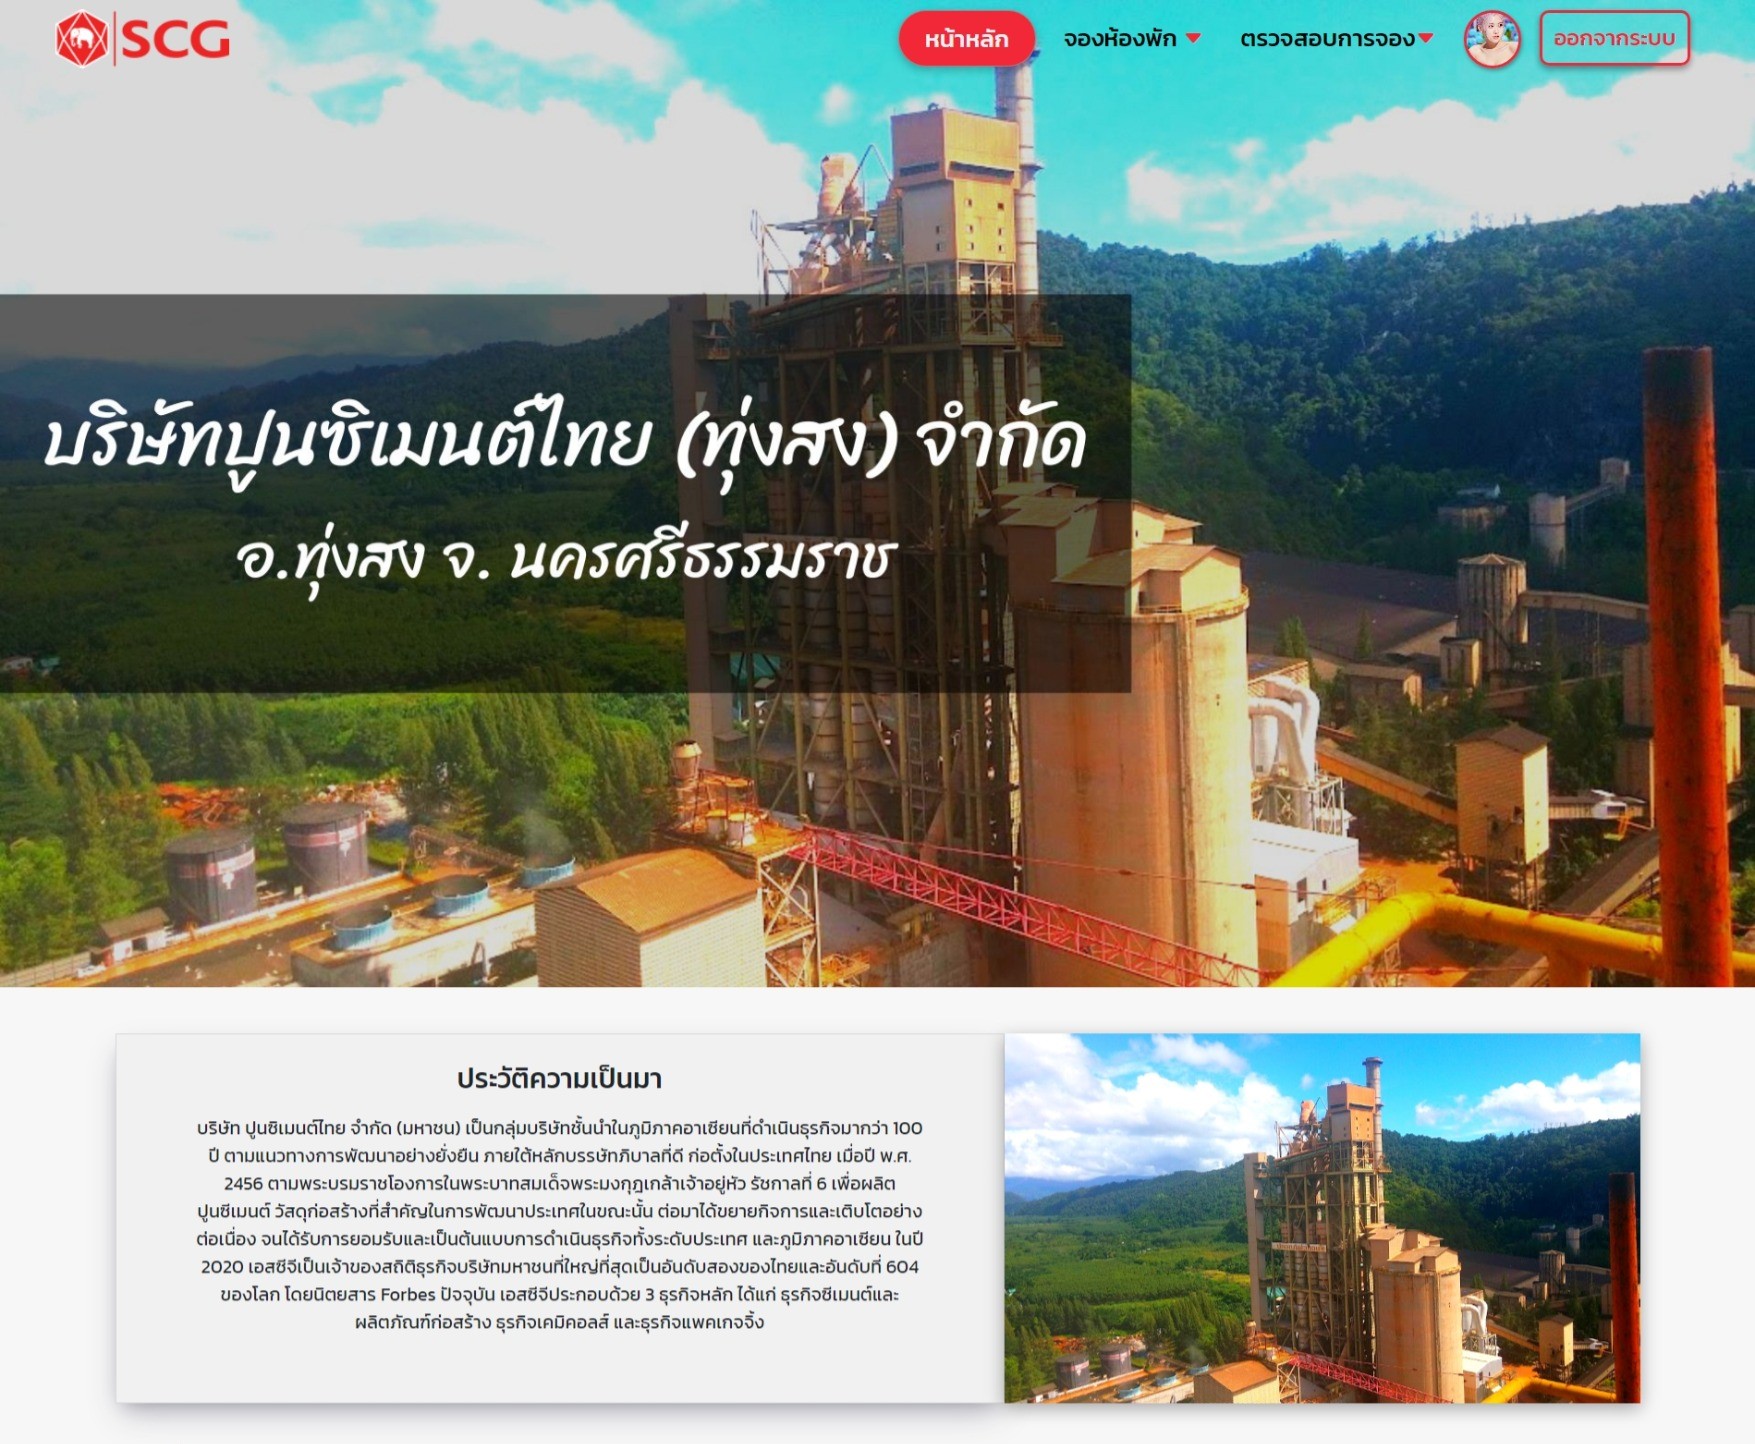 SCG
หน้าหลัก
จองห้องพัก
ตรวจสอบการจอง
ออกจากระบบ
บริษัทปูนซิเมนต์ไทย (ทุ่งสง) จำกัด
อ.ทุ่งสง จ. นครศรีธรรมราช
ประวัติความเป็นมา
บริษัท ปูนซิเมนต์ไทย จำกัด (มหาชน) เป็นกลุ่มบริษัทชั้นนำในภูมิภาคอาเซียนที่ดำเนินธุรกิจมากว่า 100
ปี ตามแนวทางการพัฒนาอย่างยั่งยืน ภายใต้หลักบรรษัทภิบาลที่ดี ก่อตั้งในประเทศไทย เมื่อปี พ.ศ.
2456 ตามพระบรมราชโองการในพระบาทสมเด็จพระมงกุฎเกล้าเจ้าอยู่หัว รัชกาลที่ 6 เพื่อผลิต
ปูนซีเมนต์ วัสดุก่อสร้างที่สำคัญในการพัฒนาประเทศในขณะนั้น ต่อมาได้ขยายกิจการและเติบโตอย่าง
ต่อเนื่อง จนได้รับการยอมรับและเป็นต้นแบบการดำเนินธุรกิจทั้งระดับประเทศ และภูมิภาคอาเซียน ในปี
2020 เอสซีจีเป็นเจ้าของสถิติธุรกิจบริษัทมหาชนที่ใหญ่ที่สุดเป็นอันดับสองของไทยและอันดับที่ 604
ของโลก โดยนิตยสาร Forbes ปัจจุบัน เอสซีจีประกอบด้วย 3 ธุรกิจหลัก ได้แก่ ธุรกิจซีเมนต์และ
ผลิตภัณฑ์ก่อสร้าง ธุรกิจเคมิคอลส์ และธุรกิจแพคเกจจิ้ง